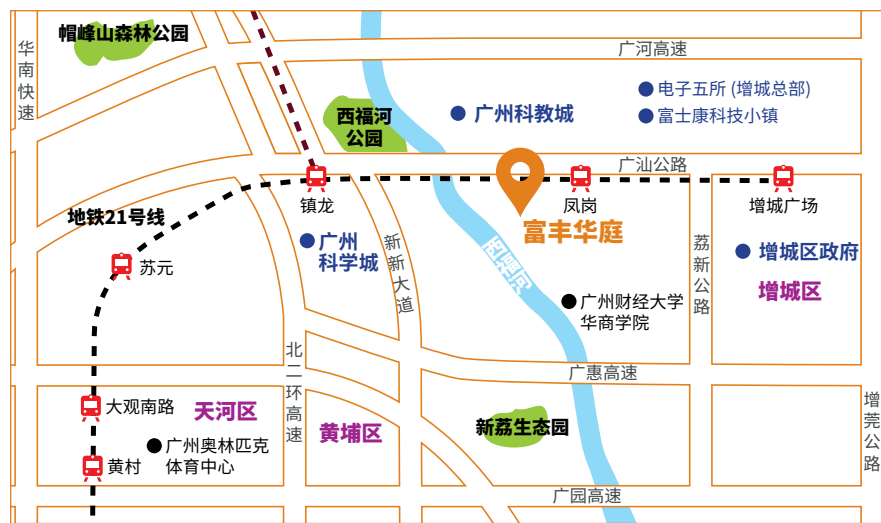 帽峰山森林公园
华南快速
广河高速
电子五所 (增城总部)
富士康科技小镇
广州科教城
西福河
公园
广汕公路
镇龙
凤岗
增城广场
地铁21号线
富丰华庭
广州
科学城
新新大道
荔新公路
增城区政府
增城区
苏元
广州财经大学
华商学院
北二环高速
广惠高速
大观南路
天河区
黄埔区
新荔生态园
增莞公路
广州奥林匹克
体育中心
黄村
广园高速